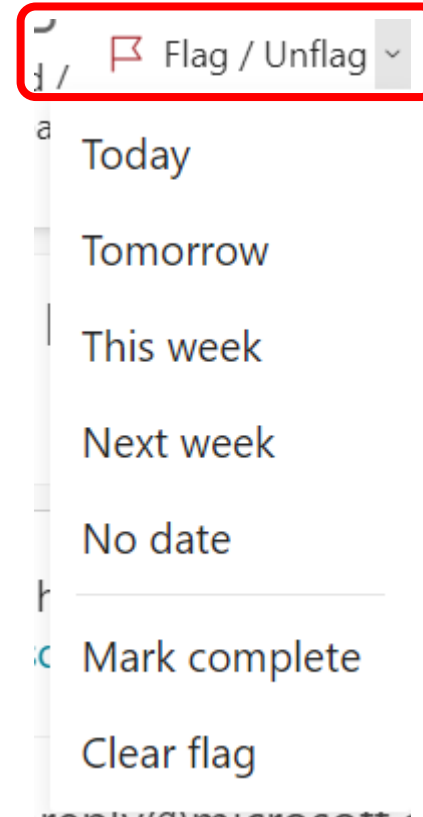 d / Flag / Unflag
a
Today
Tomorrow
This week
Next week
No date
h
Mark complete
Clear flag